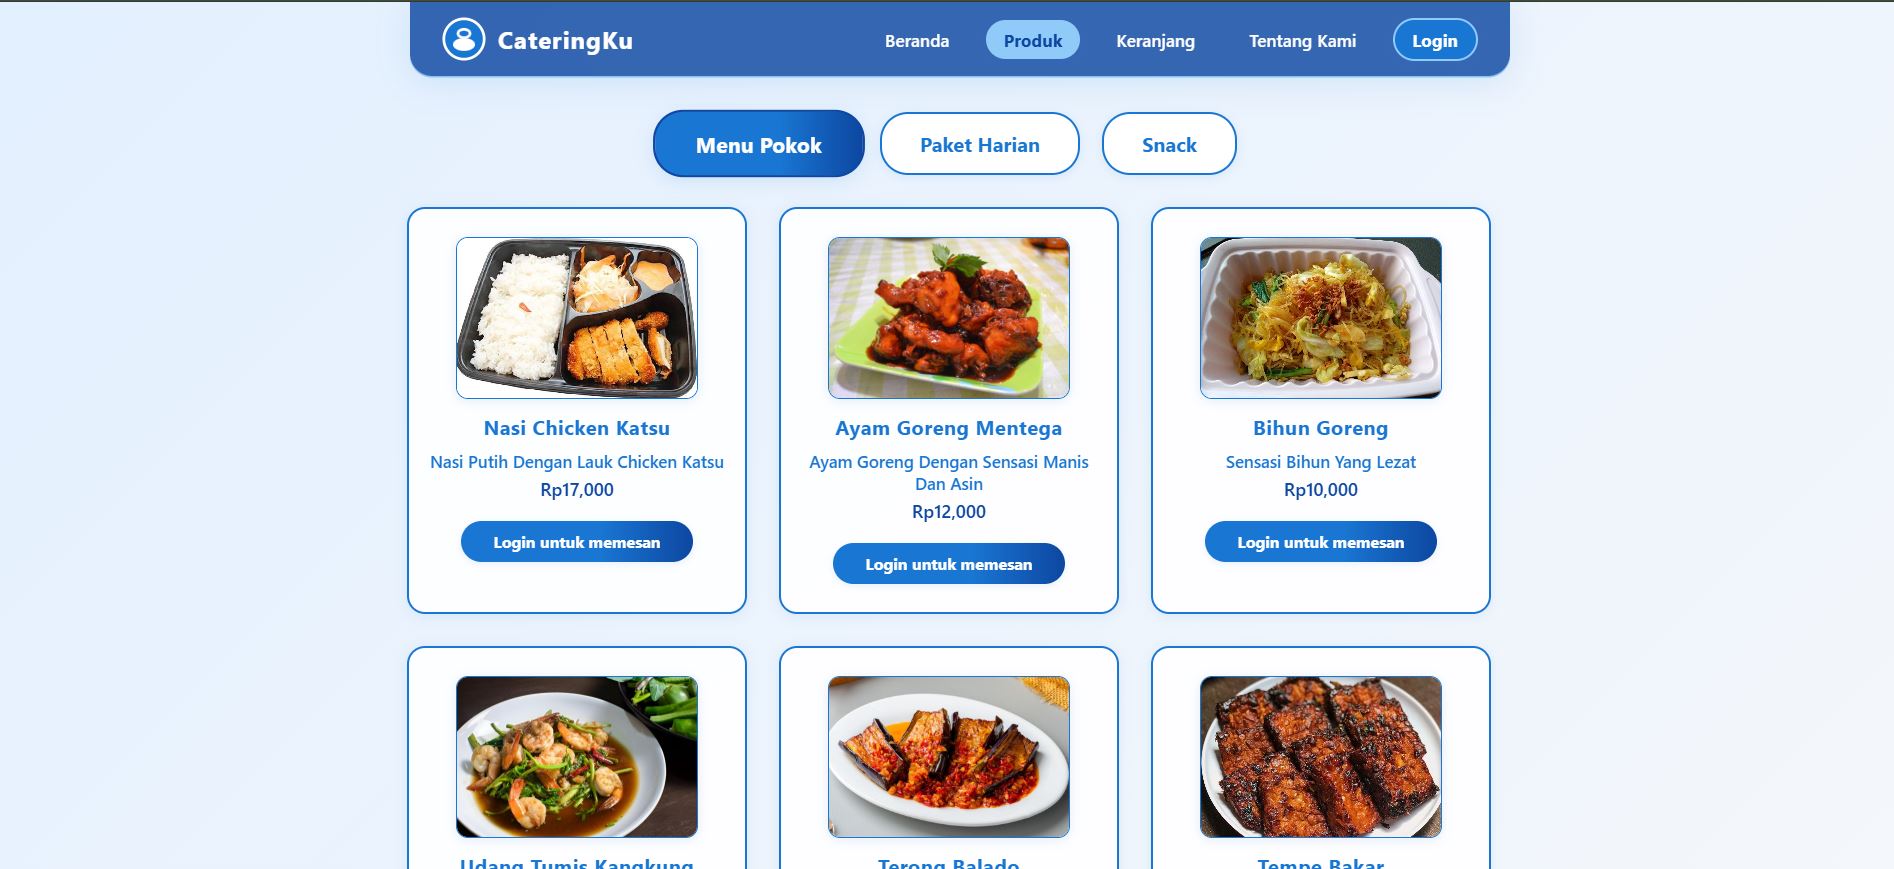 CateringKu
Beranda
Produk
Keranjang
Tentang Kami
Login
Menu Pokok
Paket Harian
Snack
Nasi Chicken Katsu
Nasi Putih Dengan Lauk Chicken Katsu
Rp17,000
Login untuk memesan
Ayam Goreng Mentega
Ayam Goreng Dengan Sensasi Manis
Dan Asin
Rp12,000
Login untuk memesan
Bihun Goreng
Sensasi Bihun Yang Lezat
Rp10,000
Login untuk memesan
Udang Tumis Kangkung
Terong Balado
Tempe Bakar